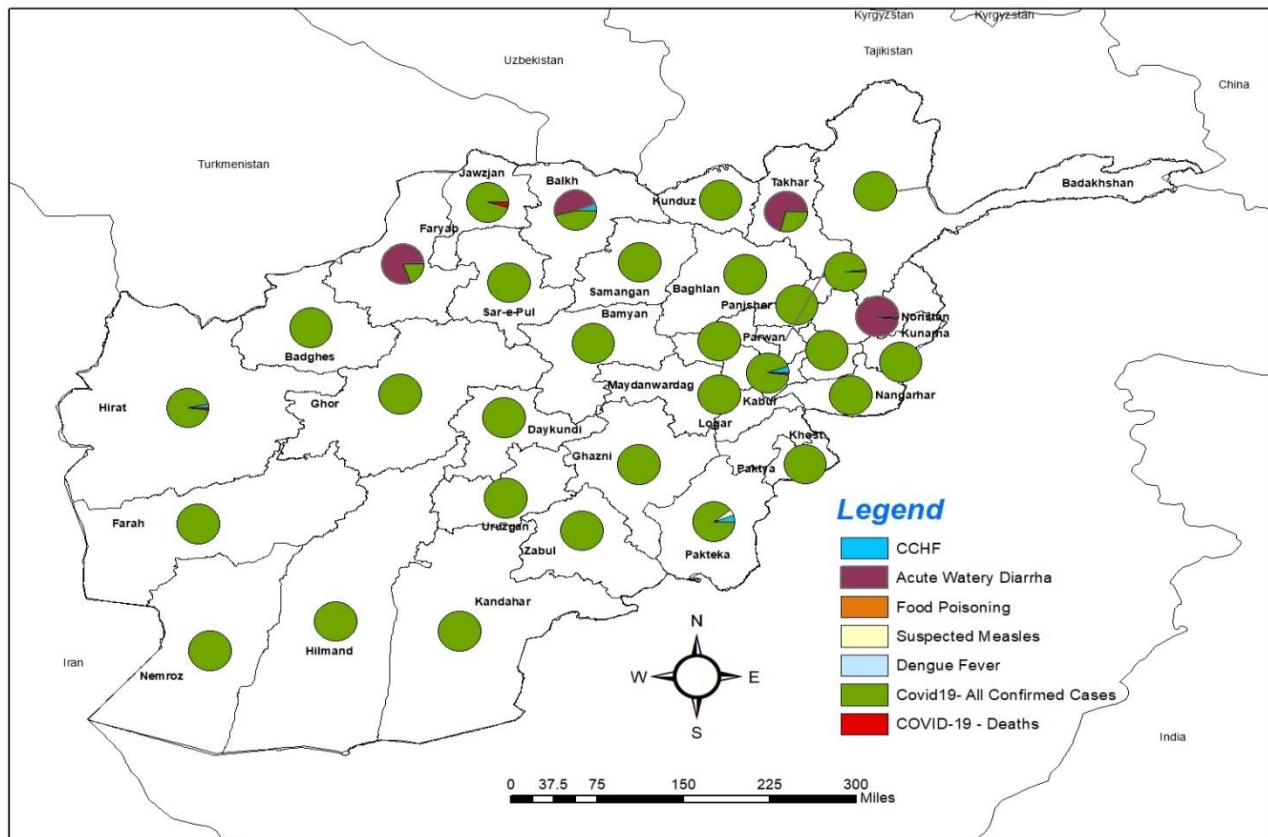 Kyrgyzstan
Kyrgyzstan
Tajikistan
Uzbekistan
China
Turkmenistan
Jawzjan
Balkh
Kunduz
Takhar
Badakhshan
Faryab
Samangan
Baghlan
Panjsher
Sar-e-Pul
Bamyan
Nonstan
Kunarha
Parwan
Badghes
Maydanwardag
Kabul
Nangarhar
Hirat
Ghor
Daykundi
Logar
Khost
Ghazni
Paktya
Farah
Uruzgan
Zabul
Pakteka
Kandahar
Hilmand
Nemroz
Iran
India
Legend
CCHF
Acute Watery Diarrha
Food Poisoning
Suspected Measles
Dengue Fever
Covid19- All Confirmed Cases
COVID-19 - Deaths
N
W E
S
0 37.5 75 150 225 300
Miles